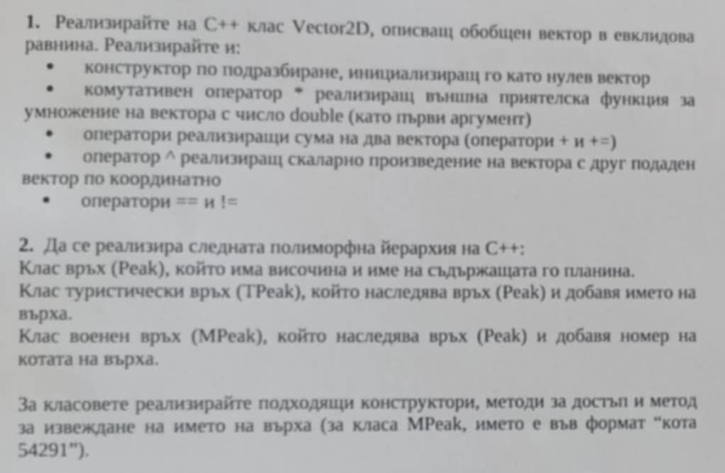 1. Реализирайте на C++ клас Vector2D, описващ обобщен вектор в евклидова
равнина. Реализирайте и:
• конструктор по подразбиране, инициализиращ го като нулев вектор
• комутативен оператор * реализиращ външна приятелска функция за
умножение на вектора с число double (като първи аргумент)
• оператори реализиращи сума на два вектора (оператори + и +=)
• оператор ^ реализиращ скаларно произведение на вектора с друг подаден
вектор по координатно
• оператори == и !=
2. Да се реализира следната полиморфна йерархия на C++:
Клас връх (Peak), който има височина и име на съдържащата го планина.
Клас туристически връх (TPeak), който наследява връх (Peak) и добавя името на
върха.
Клас военен връх (MPeak), който наследява връх (Peak) и добавя номер на
котата на върха.
За класовете реализирайте подходящи конструктори, методи за достъп и метод
за извеждане на името на върха (за класа MPeak, името е във формат “кота
54291”).